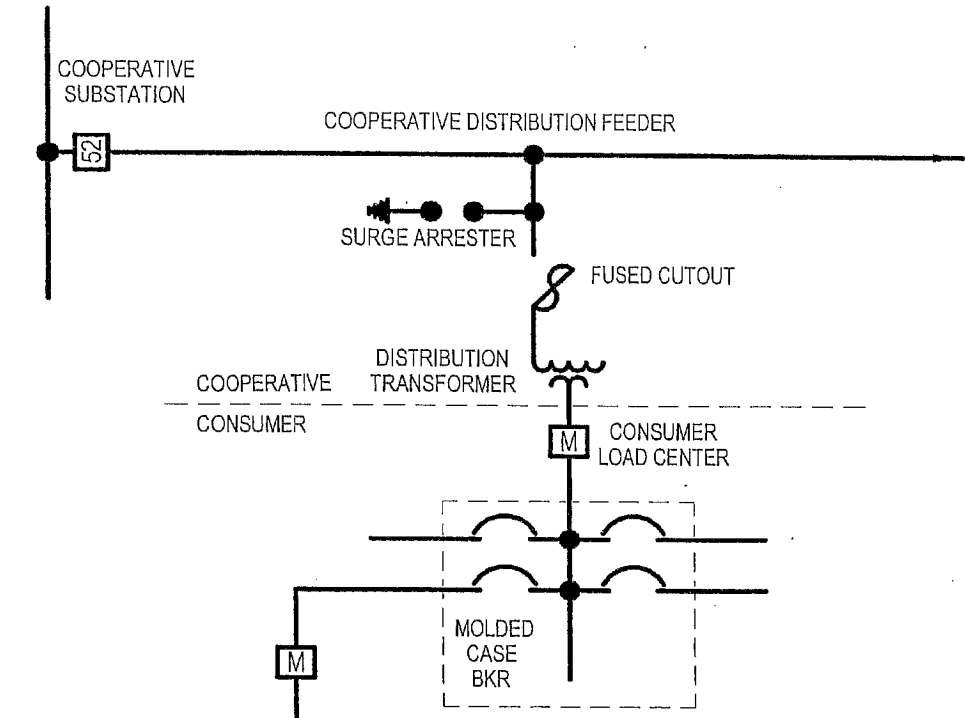 COOPERATIVE
SUBSTATION
52
COOPERATIVE DISTRIBUTION FEEDER
SURGE ARRESTER
FUSED CUTOUT
DISTRIBUTION
TRANSFORMER
COOPERATIVE
CONSUMER
M
CONSUMER
LOAD CENTER
MOLDED
CASE
BKR
M